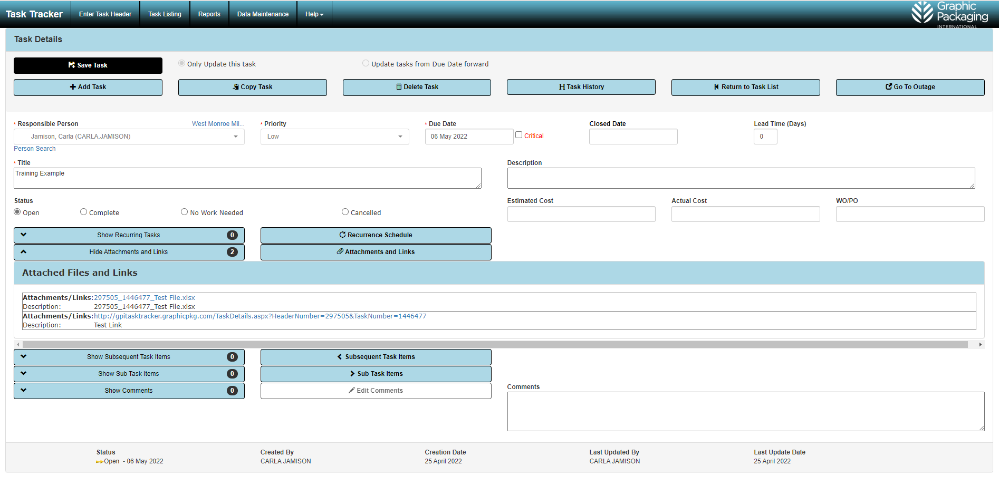 Task Tracker Enter Task Header Task Listing Reports Data Maintenance Help Graphic Packaging INTERNATIONAL
Task Details
Save Task Only Update this task Update tasks from Due Date forward
Add Task Copy Task Delete Task H Task History Return to Task List Go To Outage
* Responsible Person West Monroe Mil... * Priority * Due Date Closed Date Lead Time (Days)
Jamison, Carla (CARLA.JAMISON) Low 06 May 2022 Critical 0
Person Search
* Title Description
Training Example
Status Estimated Cost Actual Cost WO/PO
Open Complete No Work Needed Cancelled
Show Recurring Tasks 0 Recurrence Schedule
Hide Attachments and Links 2 Attachments and Links
Attached Files and Links
Attachments/Links: 297505_1446477_Test File.xlsx
Description: 297505_1446477_Test File.xlsx
Attachments/Links: http://gpitasktracker.graphicpkg.com/TaskDetails.aspx?HeaderNumber=297505&TaskNumber=1446477
Description: Test Link
Show Subsequent Task Items 0 Subsequent Task Items
Show Sub Task Items 0 Sub Task Items
Show Comments 0 Edit Comments Comments
Status Created By Creation Date Last Updated By Last Update Date
Open - 06 May 2022 CARLA JAMISON 25 April 2022 CARLA JAMISON 25 April 2022